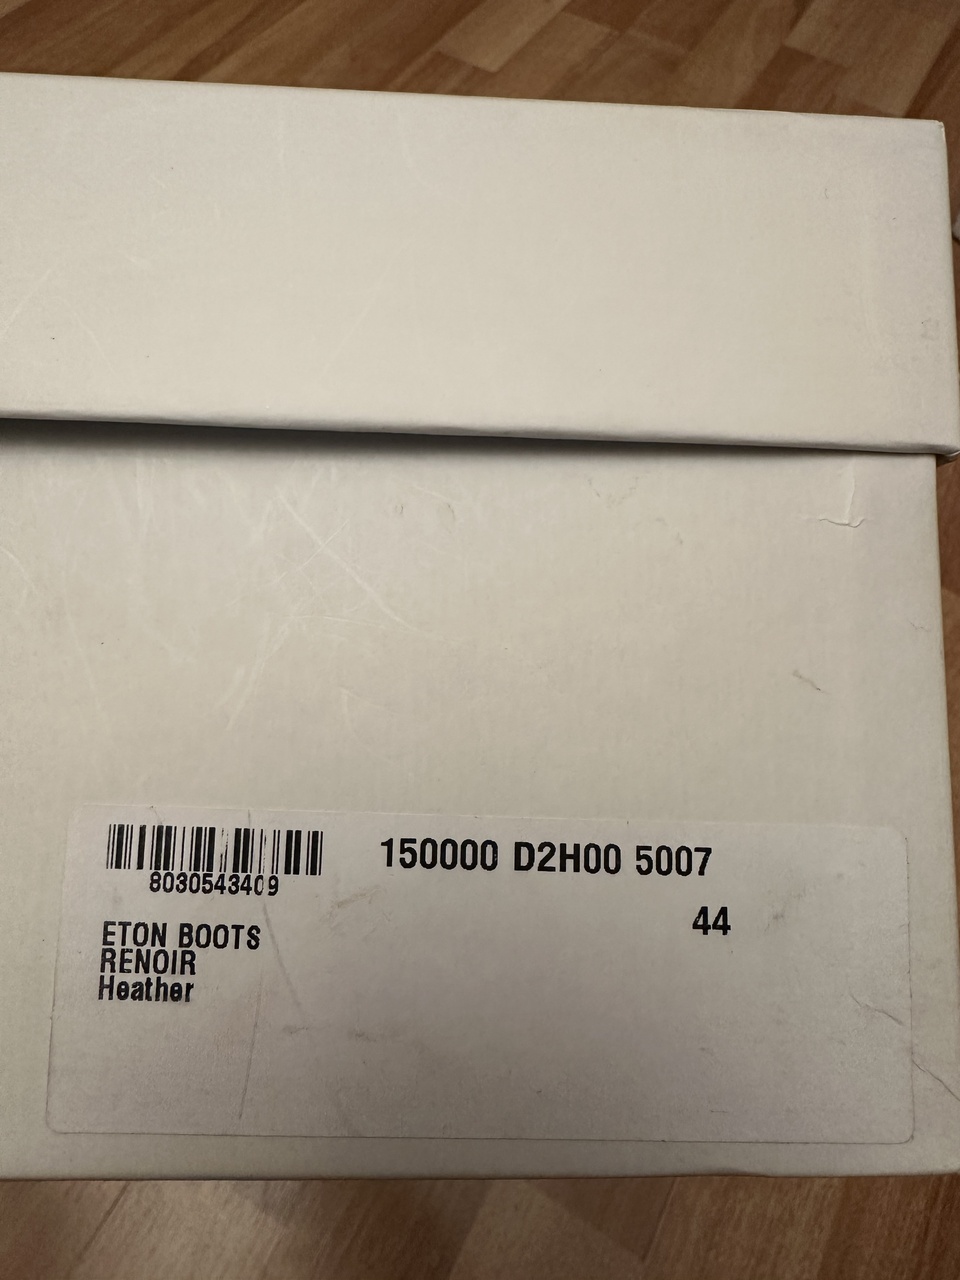 150000 D2H00 5007
8030543409
44
ETON BOOTS
RENOIR
Heather